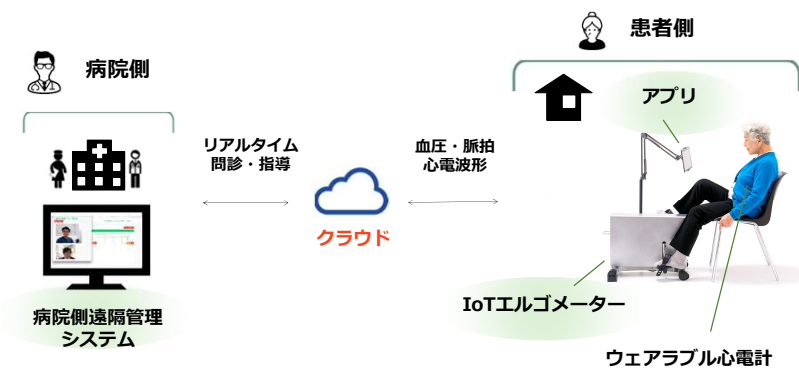 患者側
病院側
アプリ
リアルタイム
問診・指導
血圧・脈拍
心電波形
クラウド
IoTエルゴメーター
病院側遠隔管理
システム
ウェアラブル心電計